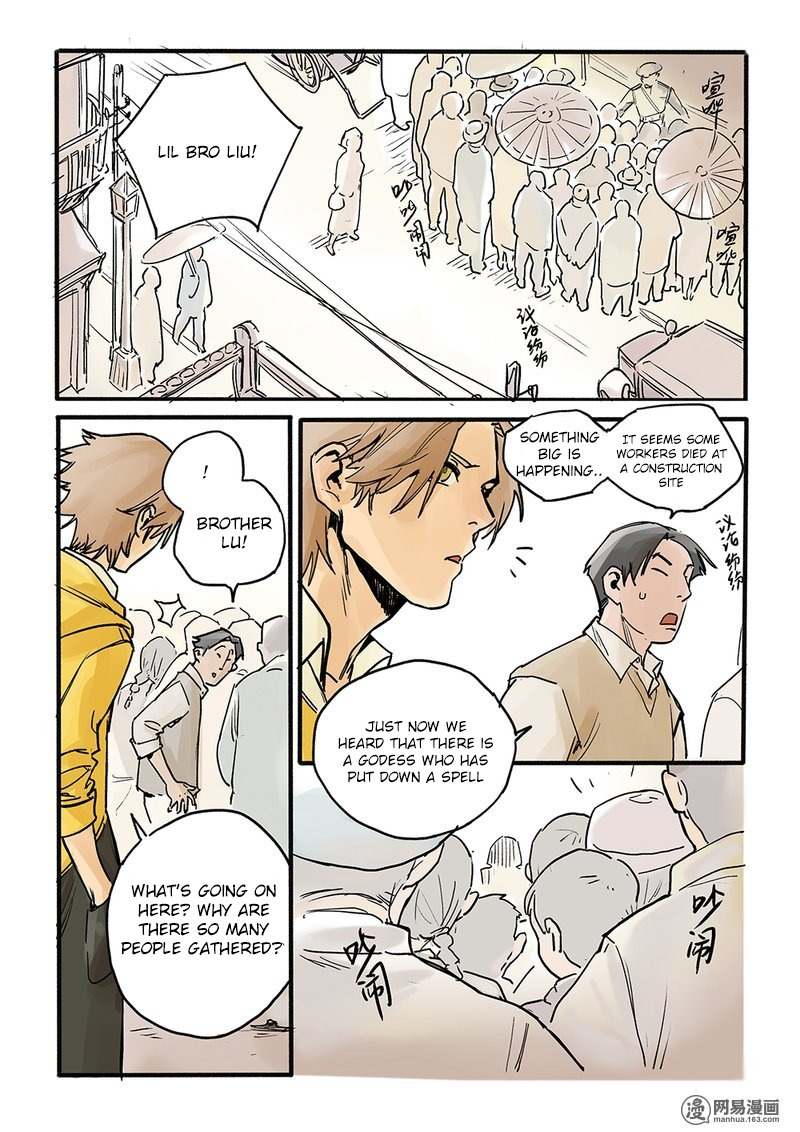 LIL BRO LIU!
喧哗
吵吵闹闹
喧哗
议论纷纷
!
BROTHER
LU!
WHAT'S GOING ON
HERE? WHY ARE
THERE SO MANY
PEOPLE GATHERED?
SOMETHING
BIG IS
HAPPENING..
IT SEEMS SOME
WORKERS DIED AT
A CONSTRUCTION
SITE
议论纷纷
JUST NOW WE
HEARD THAT THERE IS
A GODESS WHO HAS
PUT DOWN A SPELL
吵闹
吵闹
漫 网易漫画
manhua.163.com